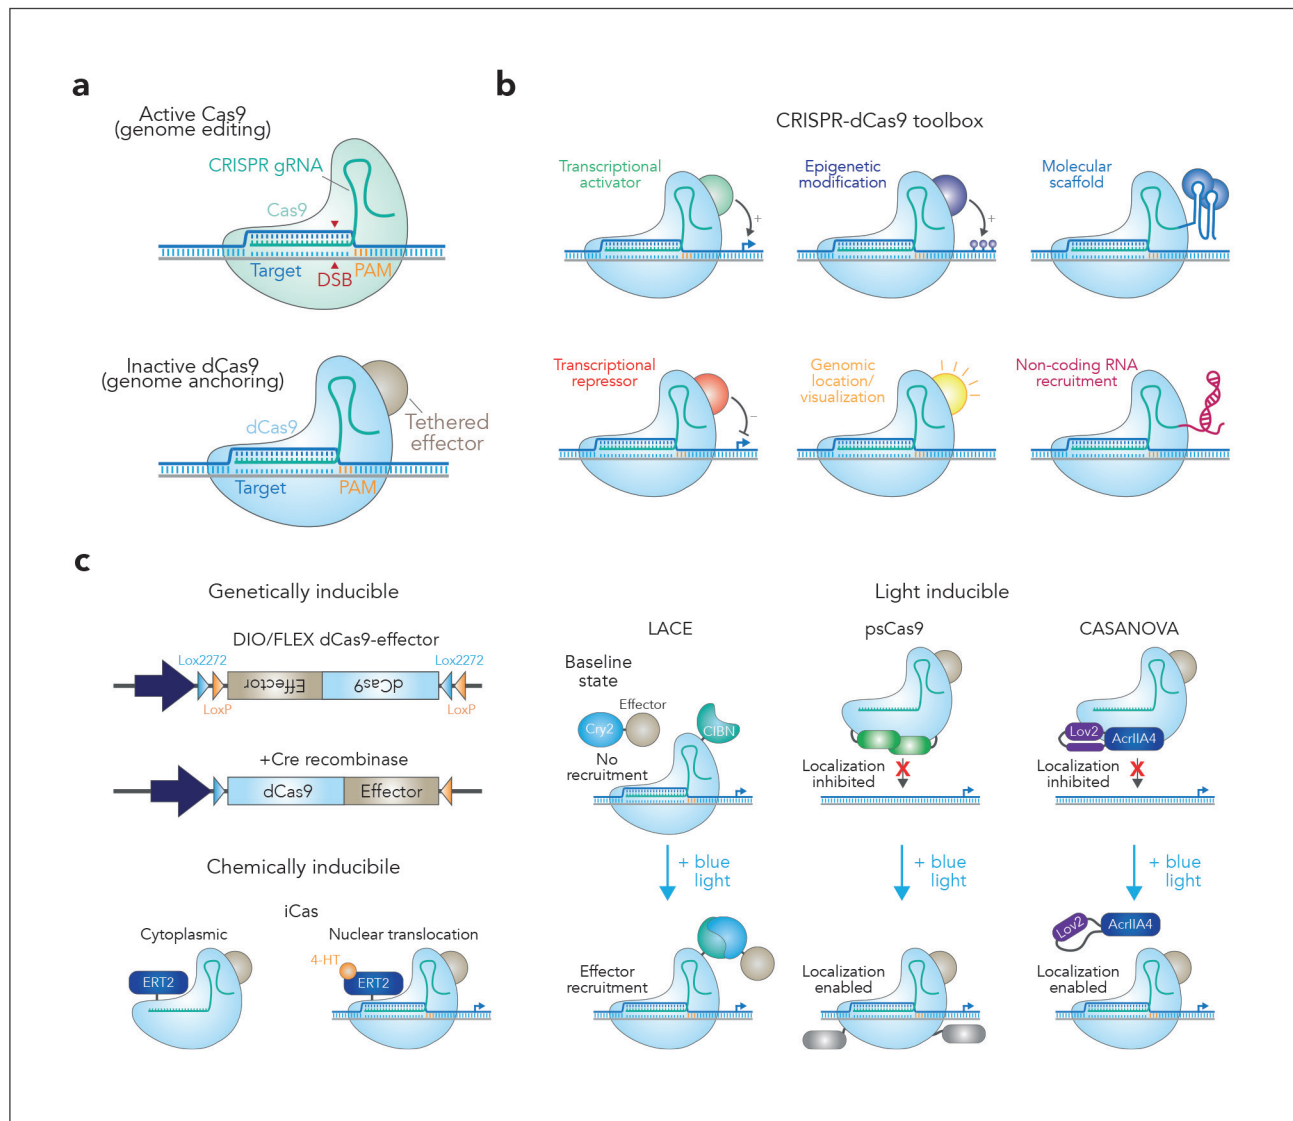 a
Active Cas9
(genome editing)
CRISPR gRNA
Cas9
Target
DSB
PAM
Inactive dCas9
(genome anchoring)
dCas9
Tethered
effector
Target
PAM
b
CRISPR-dCas9 toolbox
Transcriptional
activator
+
Epigenetic
modification
+
Molecular
scaffold
Transcriptional
repressor
–
Genomic
location/
visualization
Non-coding RNA
recruitment
c
Genetically inducible
DIO/FLEX dCas9-effector
Lox2272
Lox2272
Effector
dCas9
LoxP
LoxP
+Cre recombinase
dCas9
Effector
Chemically inducibile
iCas
Cytoplasmic
ERT2
Nuclear translocation
4-HT
ERT2
Light inducible
LACE
Baseline
state
Effector
Cry2
CIBN
No
recruitment
+ blue
light
Effector
recruitment
psCas9
Localization
inhibited
X
+ blue
light
Localization
enabled
CASANOVA
Lov2
AcrIIA4
Localization
inhibited
X
+ blue
light
Lov2
AcrIIA4
Localization
enabled